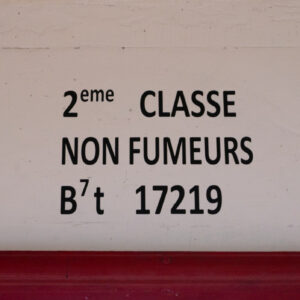 2eme CLASSE
NON FUMEURS
B7t 17219